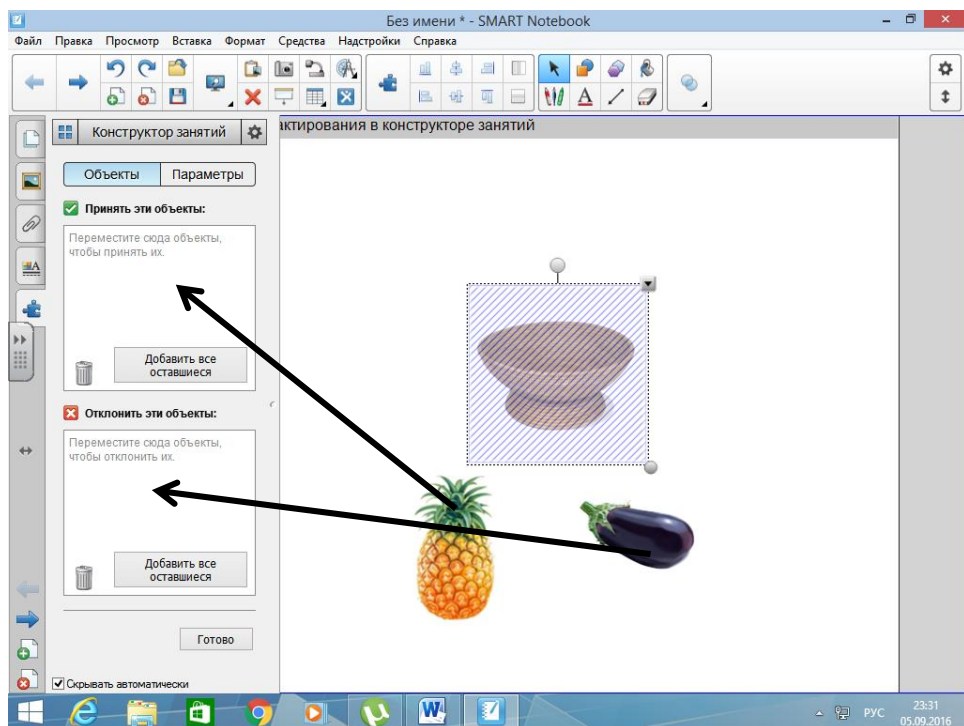 Без имени * - SMART Notebook
Файл Правка Просмотр Вставка Формат Средства Надстройки Справка
Конструктор занятий
актирования в конструкторе занятий
Объекты Параметры
Принять эти объекты:
Переместите сюда объекты,
чтобы принять их.
Добавить все
оставшиеся
Отклонить эти объекты:
Переместите сюда объекты,
чтобы отклонить их.
Добавить все
оставшиеся
Готово
Скрывать автоматически
РУС
23:31
05.09.2016